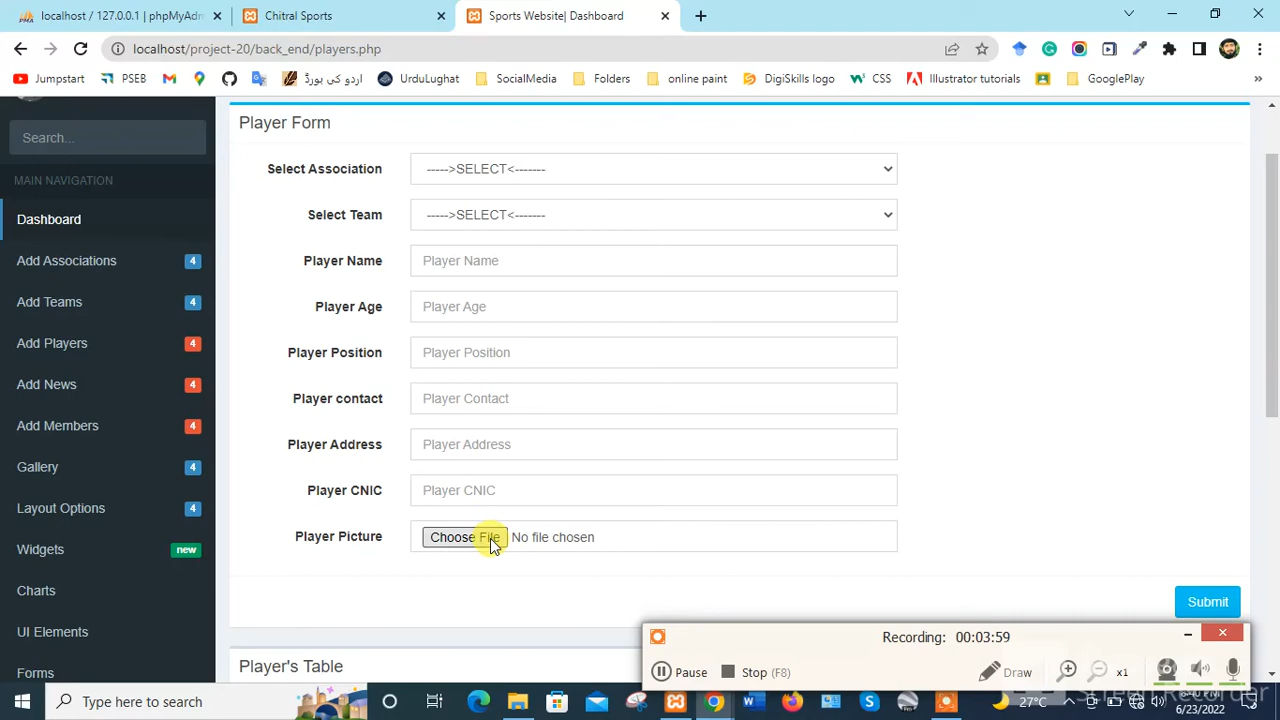 localhost / 127.0.0.1 | phpMyAdm
Chitral Sports
Sports Website| Dashboard
localhost/project-20/back_end/players.php
Jumpstart
PSEB
اردو کی بورڈ
UrduLughat
SocialMedia
Folders
online paint
DigiSkills logo
CSS
Illustrator tutorials
GooglePlay
Search...
MAIN NAVIGATION
Dashboard
Add Associations 4
Add Teams 4
Add Players 4
Add News 4
Add Members 4
Gallery 4
Layout Options 4
Widgets new
Charts
UI Elements
Forms
Player Form
Select Association ----->SELECT<-------
Select Team ----->SELECT<-------
Player Name Player Name
Player Age Player Age
Player Position Player Position
Player contact Player Contact
Player Address Player Address
Player CNIC Player CNIC
Player Picture Choose File No file chosen
Submit
Player's Table
Recording: 00:03:59
Pause
Stop (F8)
Draw
x1
Type here to search
27°C
6:40 PM
6/23/2022
Screen Recorder